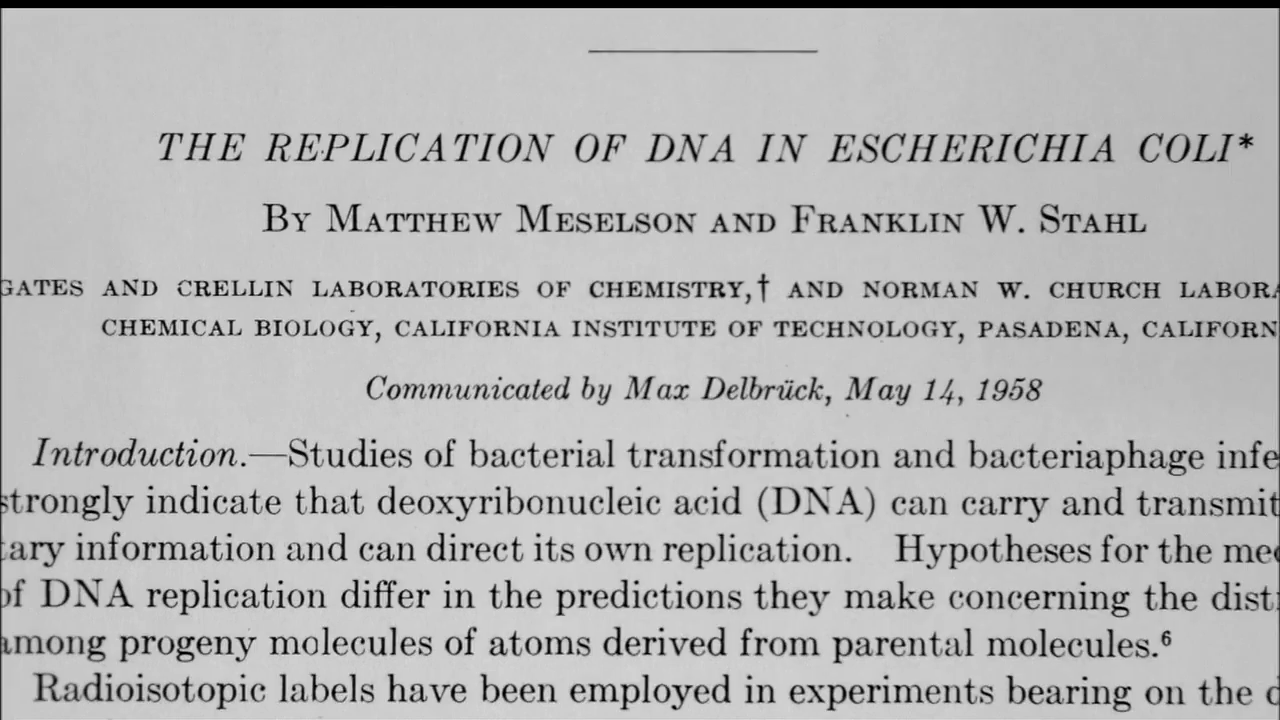 THE REPLICATION OF DNA IN ESCHERICHIA COLI*
BY MATTHEW MESELSON AND FRANKLIN W. STAHL
GATES AND CRELLIN LABORATORIES OF CHEMISTRY,† AND NORMAN W. CHURCH LABORA
CHEMICAL BIOLOGY, CALIFORNIA INSTITUTE OF TECHNOLOGY, PASADENA, CALIFORN
Communicated by Max Delbrück, May 14, 1958
Introduction.—Studies of bacterial transformation and bacteriaphage infe
strongly indicate that deoxyribonucleic acid (DNA) can carry and transmit
tary information and can direct its own replication. Hypotheses for the mec
of DNA replication differ in the predictions they make concerning the dist
among progeny molecules of atoms derived from parental molecules.⁶
Radioisotopic labels have been employed in experiments bearing on the d